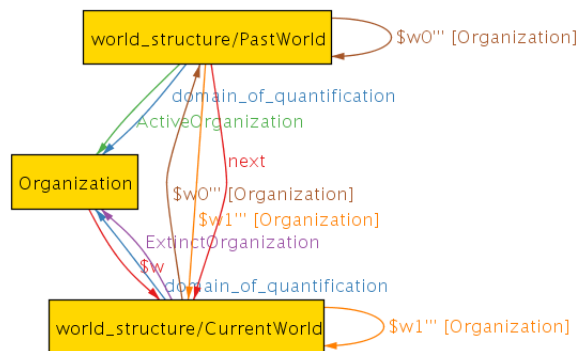 world_structure/PastWorld
$w0''' [Organization]
domain_of_quantification
ActiveOrganization
next
Organization
$w0''' [Organization]
$w1''' [Organization]
ExtinctOrganization
$w
domain_of_quantification
world_structure/CurrentWorld
$w1''' [Organization]